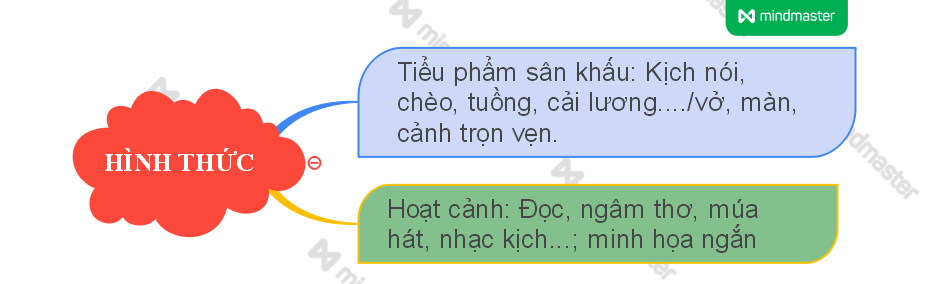 mindmaster
Tiểu phẩm sân khấu: Kịch nói,
chèo, tuồng, cải lương..../vở, màn,
cảnh trọn vẹn.
HÌNH THỨC
Hoạt cảnh: Đọc, ngâm thơ, múa
hát, nhạc kịch...; minh họa ngắn